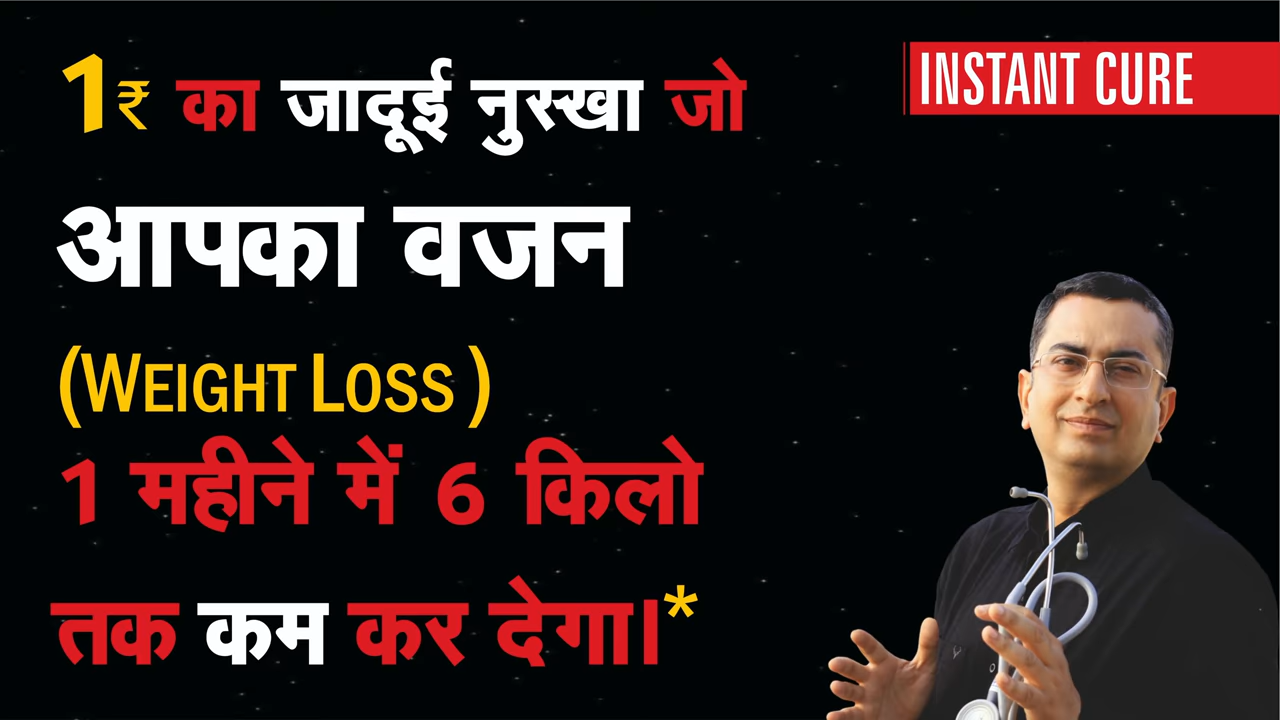 1₹ का जादूई नुस्खा जो
INSTANT CURE
आपका वजन
(WEIGHT LOSS )
1 महीने में 6 किलो
तक कम कर देगा।*